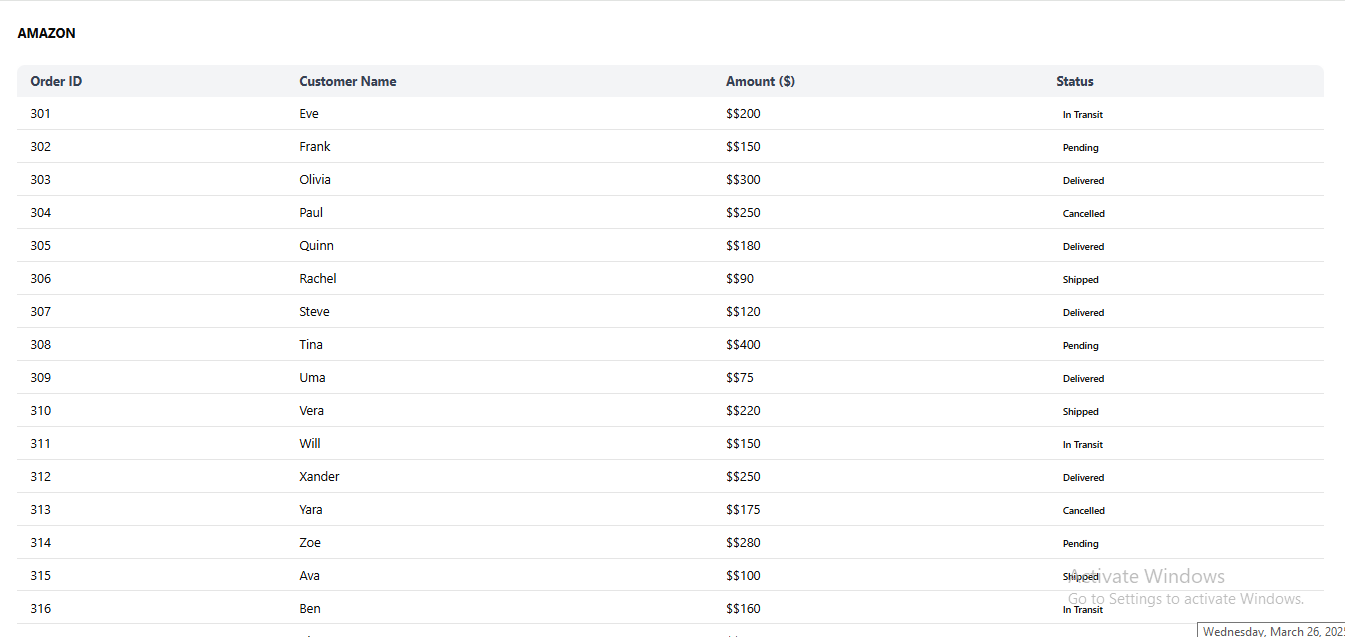 AMAZON
Order ID Customer Name Amount ($) Status
301 Eve $$200 In Transit
302 Frank $$150 Pending
303 Olivia $$300 Delivered
304 Paul $$250 Cancelled
305 Quinn $$180 Delivered
306 Rachel $$90 Shipped
307 Steve $$120 Delivered
308 Tina $$400 Pending
309 Uma $$75 Delivered
310 Vera $$220 Shipped
311 Will $$150 In Transit
312 Xander $$250 Delivered
313 Yara $$175 Cancelled
314 Zoe $$280 Pending
315 Ava $$100 Shipped
Activate Windows
Go to Settings to activate Windows.
316 Ben $$160 In Transit
Wednesday, March 26, 2025